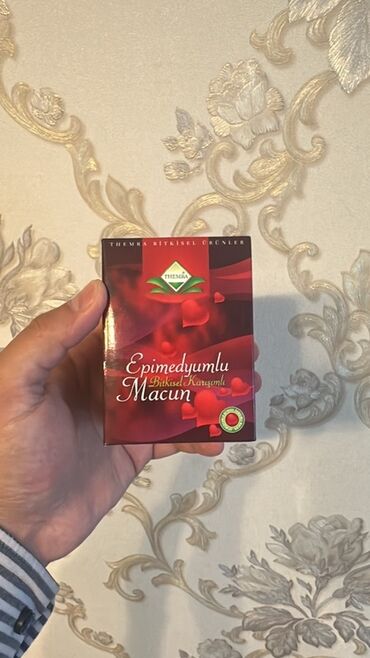 THEMRA BİTKİSEL ÜRÜNLER
THEMRA
Epimedyumlu
Bitkisel Karışımlı
Macun